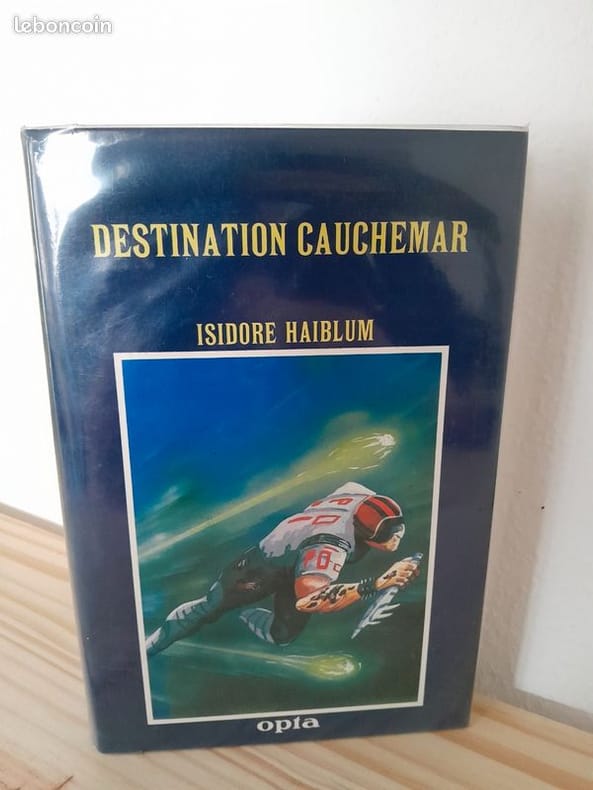 leboncoin
DESTINATION CAUCHEMAR
ISIDORE HAIBLUM
opta